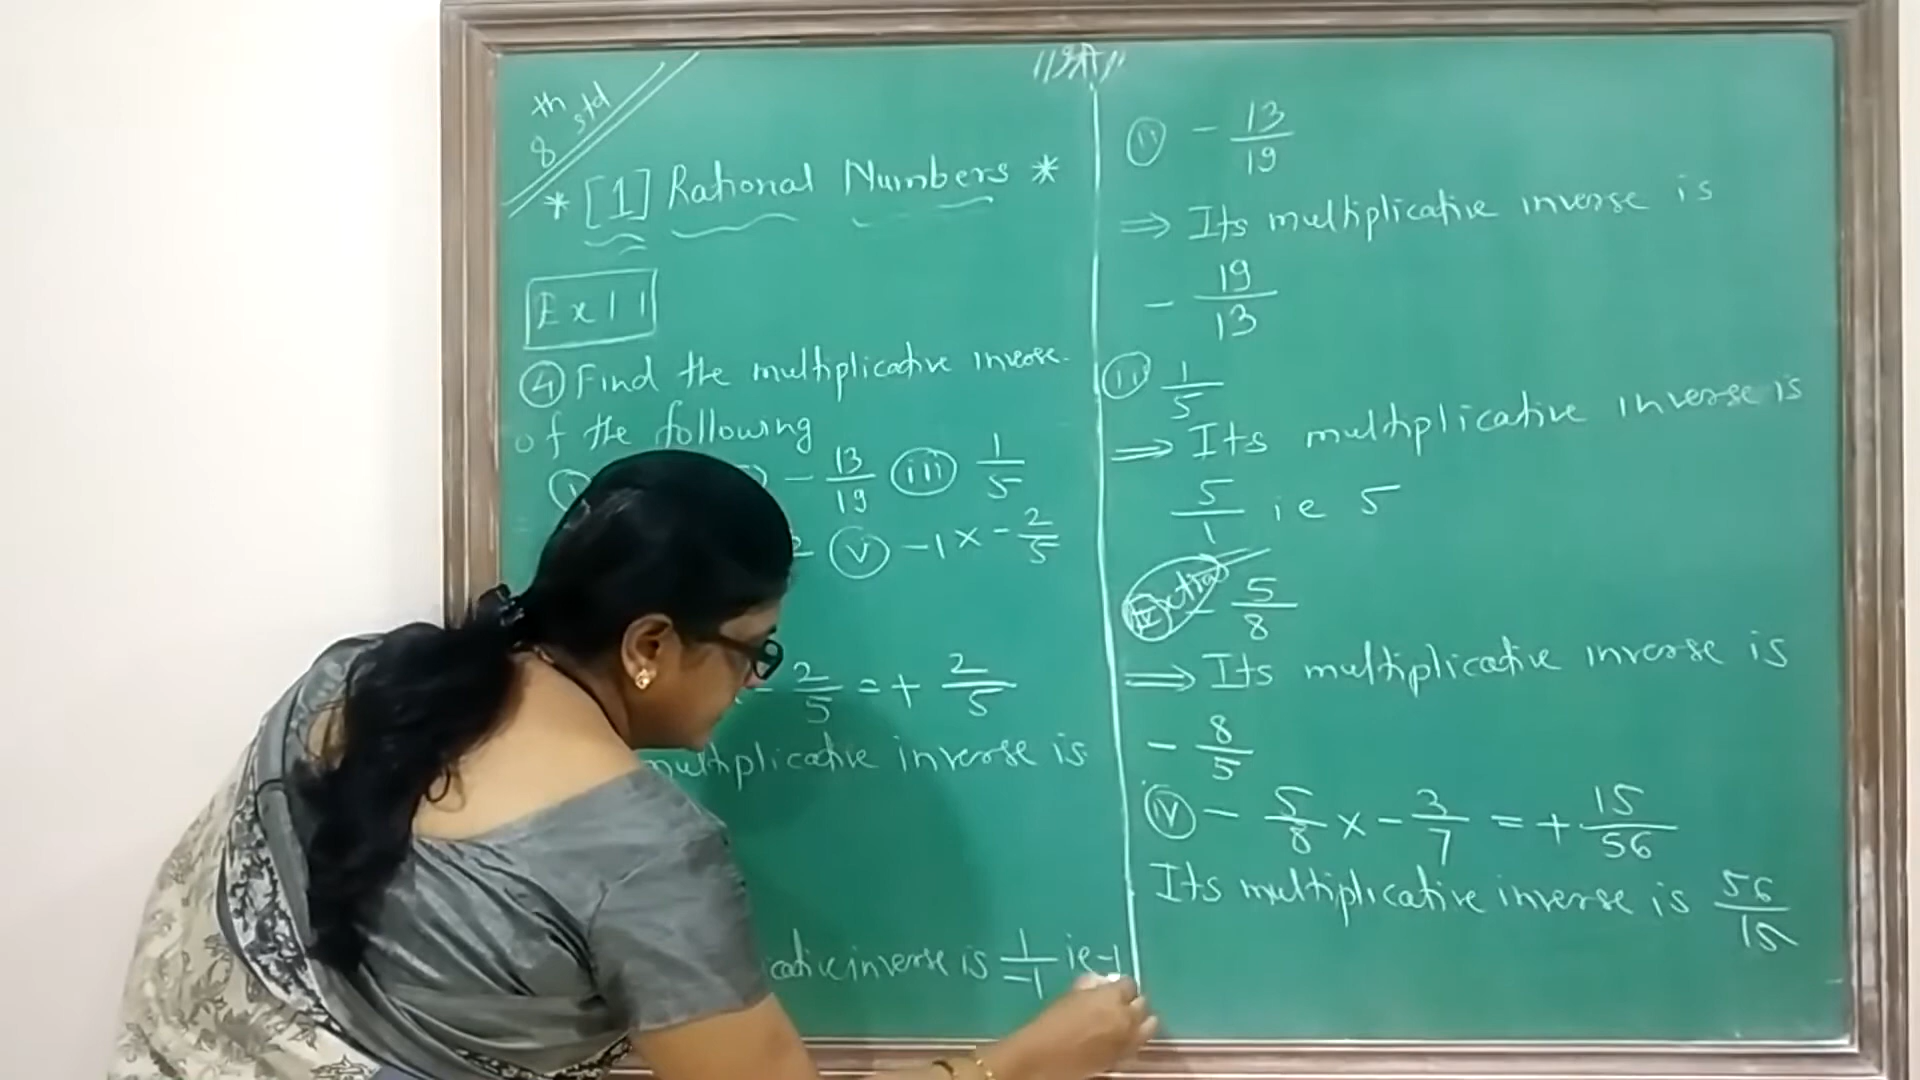 8th std
* [1] Rational Numbers *
Ex 1 1
④ Find the multiplicative inverse
of the following
ⅰ - 13/19 ⅲ 1/5
ⅴ -1 x - 2/5
- 2/5 = + 2/5
multiplicative inverse is
cative inverse is 1/-1 ie -1
ⅱ - 13/19
⇒ Its multiplicative inverse is
- 19/13
1/5
⇒ Its multiplicative inverse is
5/1 ie 5
- 5/8
⇒ Its multiplicative inverse is
- 8/5
ⅳ - 5/8 x - 3/7 = + 15/56
Its multiplicative inverse is 56/15